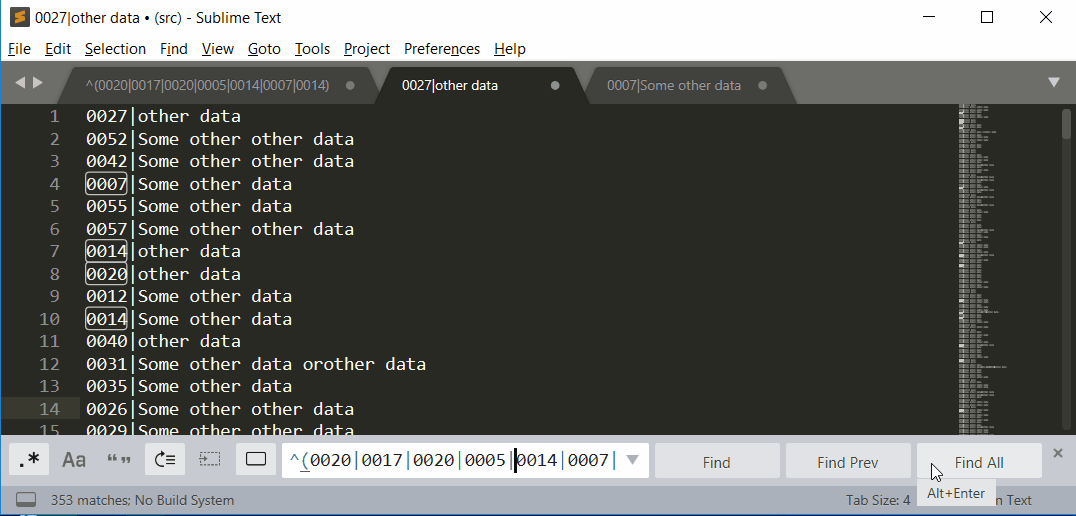 0027|other data • (src) - Sublime Text
File Edit Selection Find View Goto Tools Project Preferences Help
^(0020|0017|0020|0005|0014|0007|0014) 0027|other data 0007|Some other data
1 0027|other data
2 0052|Some other other data
3 0042|Some other other data
4 0007|Some other data
5 0055|Some other data
6 0057|Some other other data
7 0014|other data
8 0020|other data
9 0012|Some other data
10 0014|Some other data
11 0040|other data
12 0031|Some other data orother data
13 0035|Some other data
14 0026|Some other other data
15 0029|Some other other data
.* Aa “” ^(0020|0017|0020|0005|0014|0007| Find Find Prev Find All
353 matches; No Build System Tab Size: 4 Alt+Enter n Text